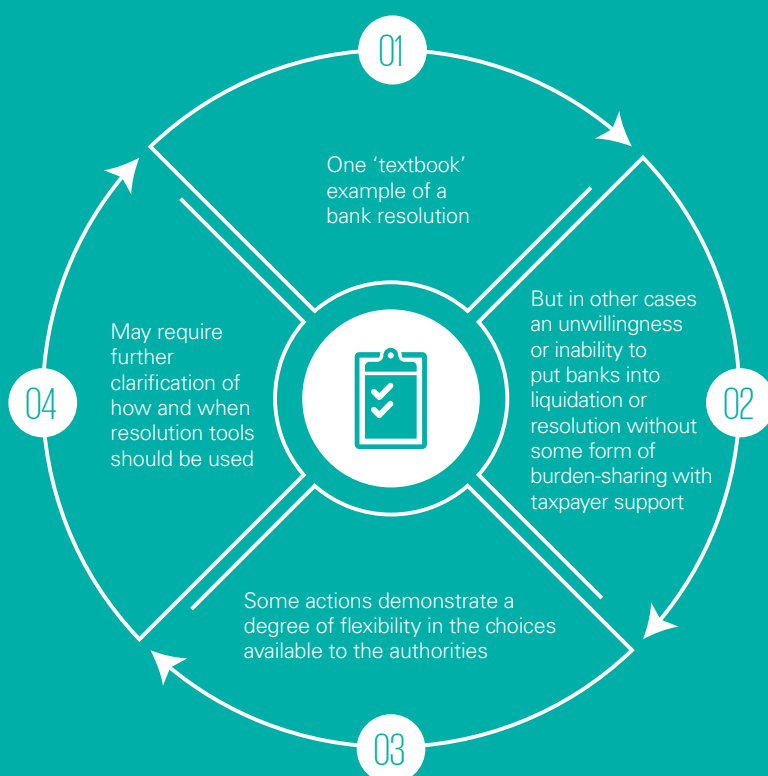 01
One ‘textbook’
example of a
bank resolution
02
But in other cases
an unwillingness
or inability to
put banks into
liquidation or
resolution without
some form of
burden-sharing with
taxpayer support
03
Some actions demonstrate a
degree of flexibility in the choices
available to the authorities
04
May require
further
clarification of
how and when
resolution tools
should be used